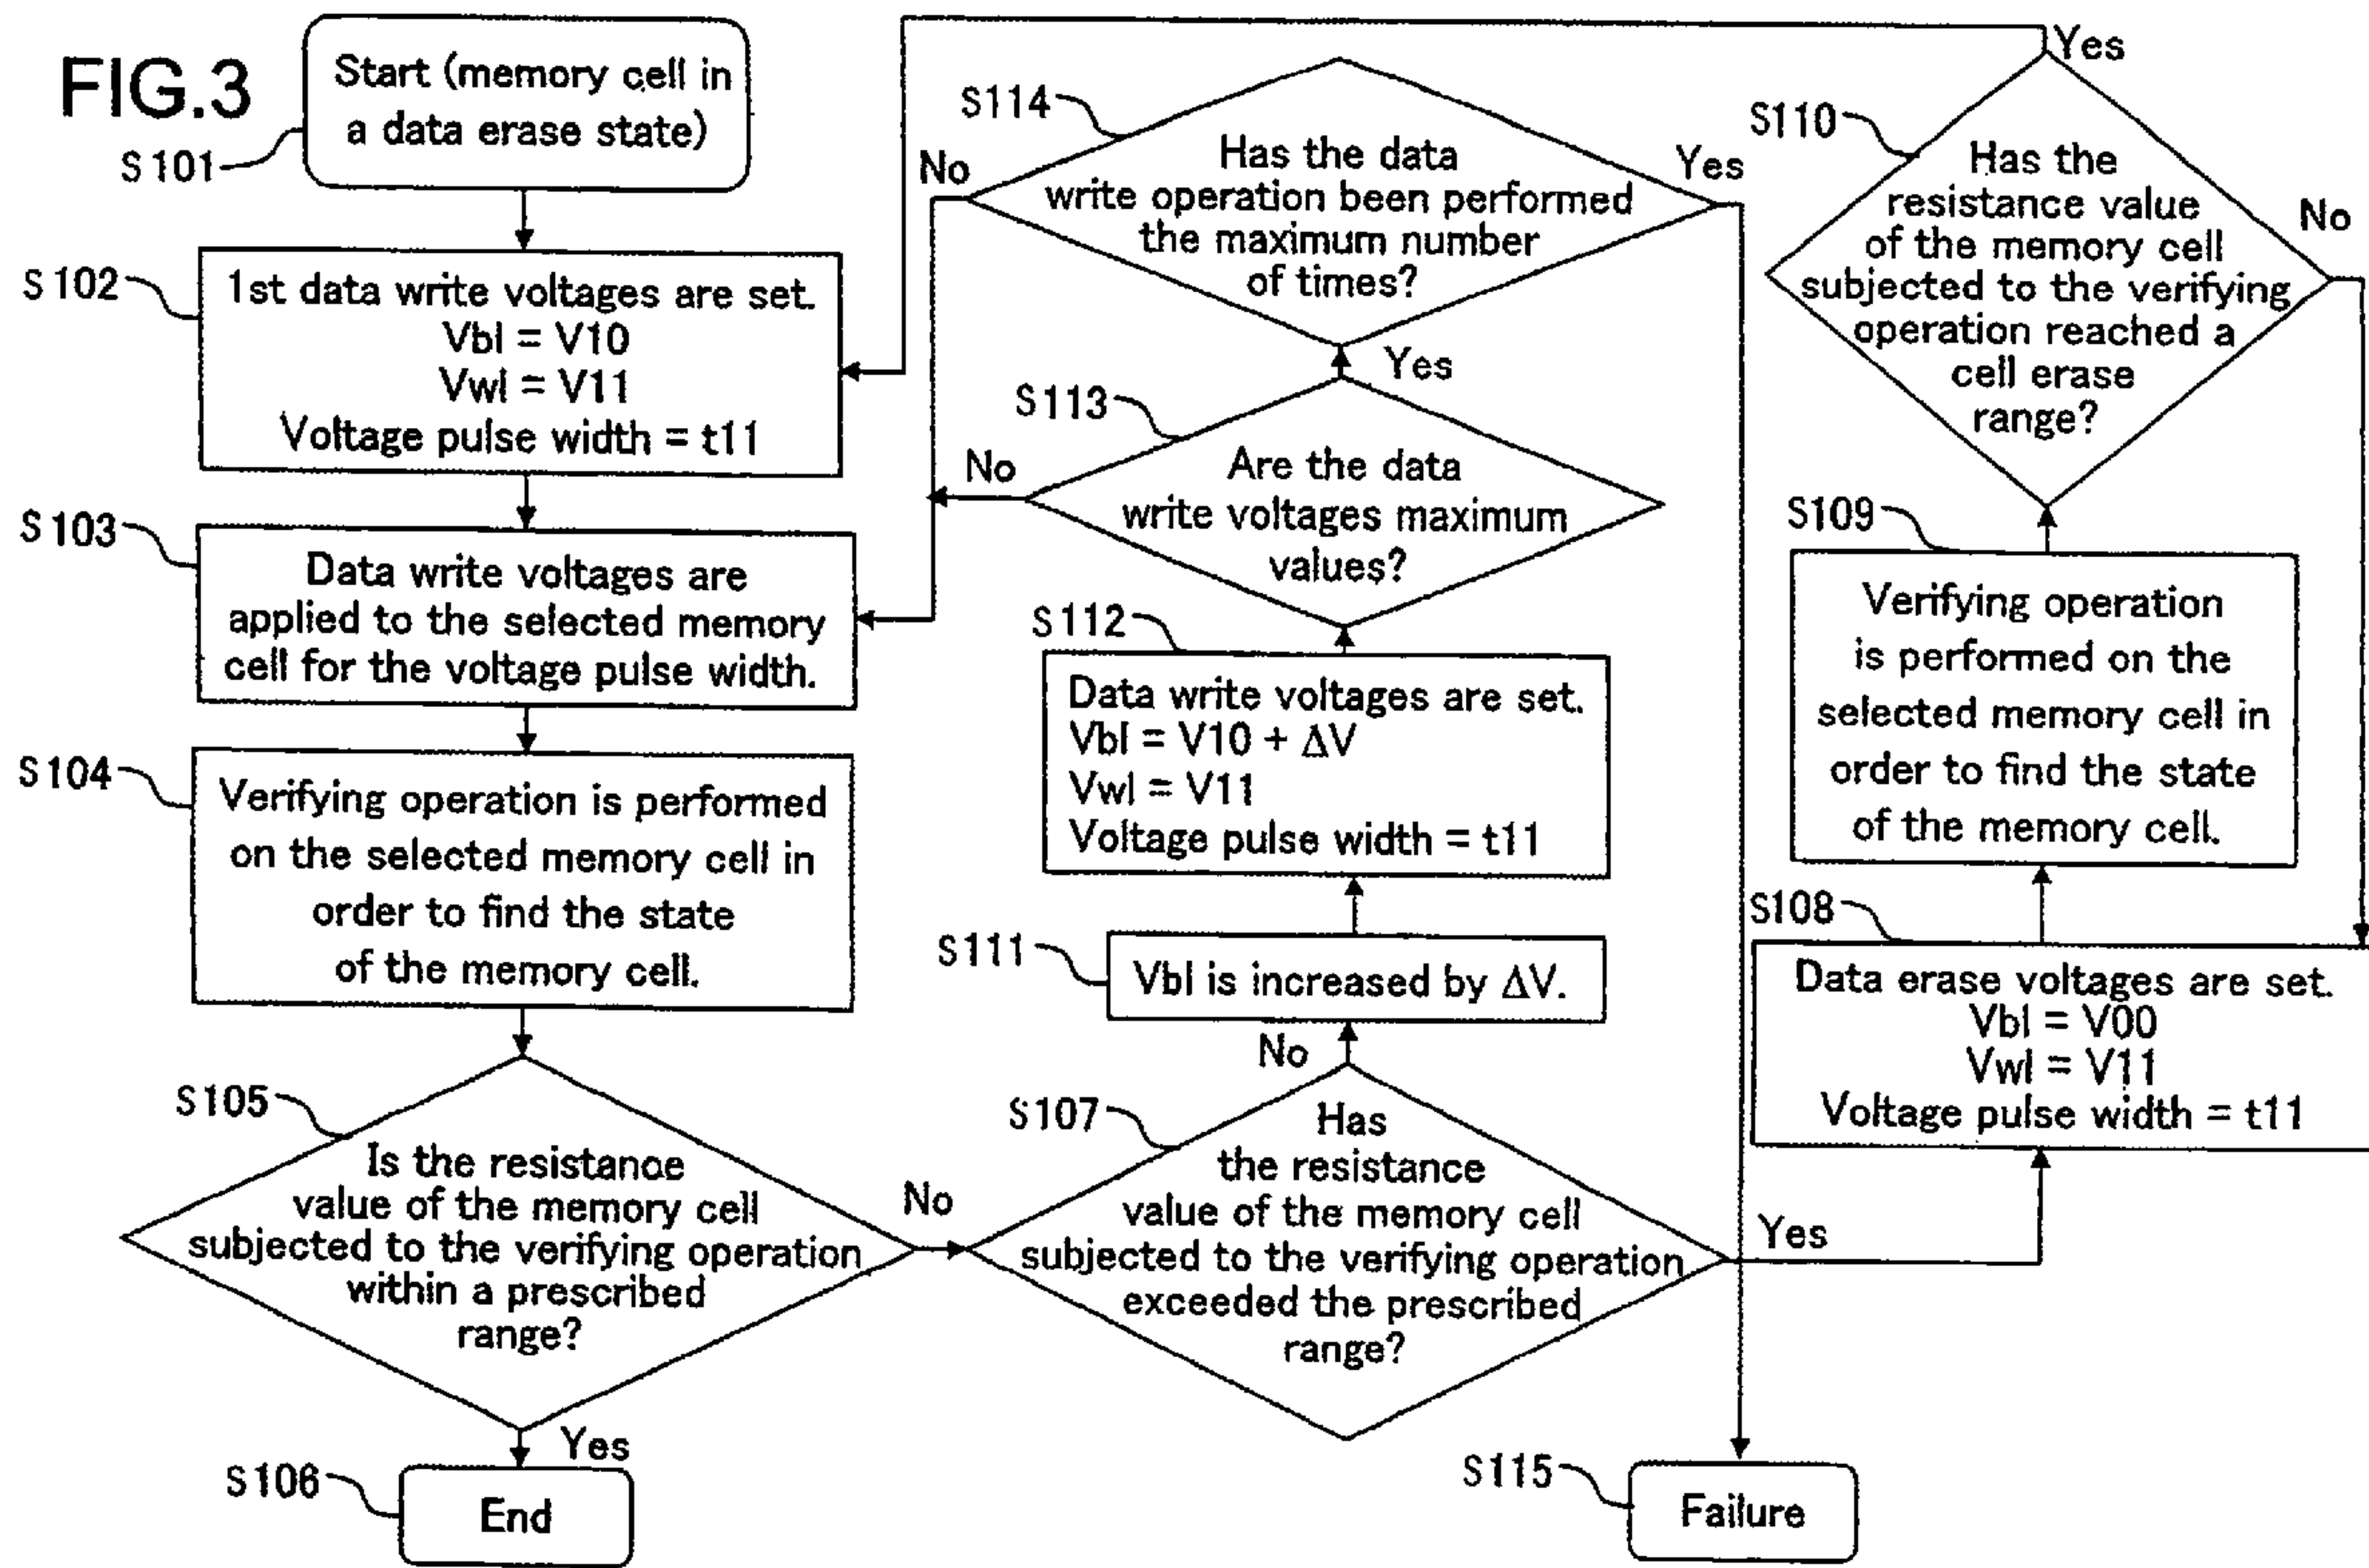 FIG.3
Start (memory cell in
a data erase state)
S101
S102
1st data write voltages are set.
Vbl = V10
Vwl = V11
Voltage pulse width = t11
S103
Data write voltages are
applied to the selected memory
cell for the voltage pulse width.
S104
Verifying operation is performed
on the selected memory cell in
order to find the state
of the memory cell.
S105
Is the resistance
value of the memory cell
subjected to the verifying operation
within a prescribed
range?
No
Yes
S106
End
S107
Has
the resistance
value of the memory cell
subjected to the verifying operation
exceeded the prescribed
range?
No
Yes
S111
Vbl is increased by ΔV.
S112
Data write voltages are set.
Vbl = V10 + ΔV
Vwl = V11
Voltage pulse width = t11
S113
Are the data
write voltages maximum
values?
No
Yes
S114
Has the data
write operation been performed
the maximum number
of times?
No
Yes
S115
Failure
S108
Data erase voltages are set.
Vbl = V00
Vwl = V11
Voltage pulse width = t11
S109
Verifying operation
is performed on the
selected memory cell in
order to find the state
of the memory cell.
S110
Has the
resistance value
of the memory cell
subjected to the verifying
operation reached a
cell erase
range?
Yes
No